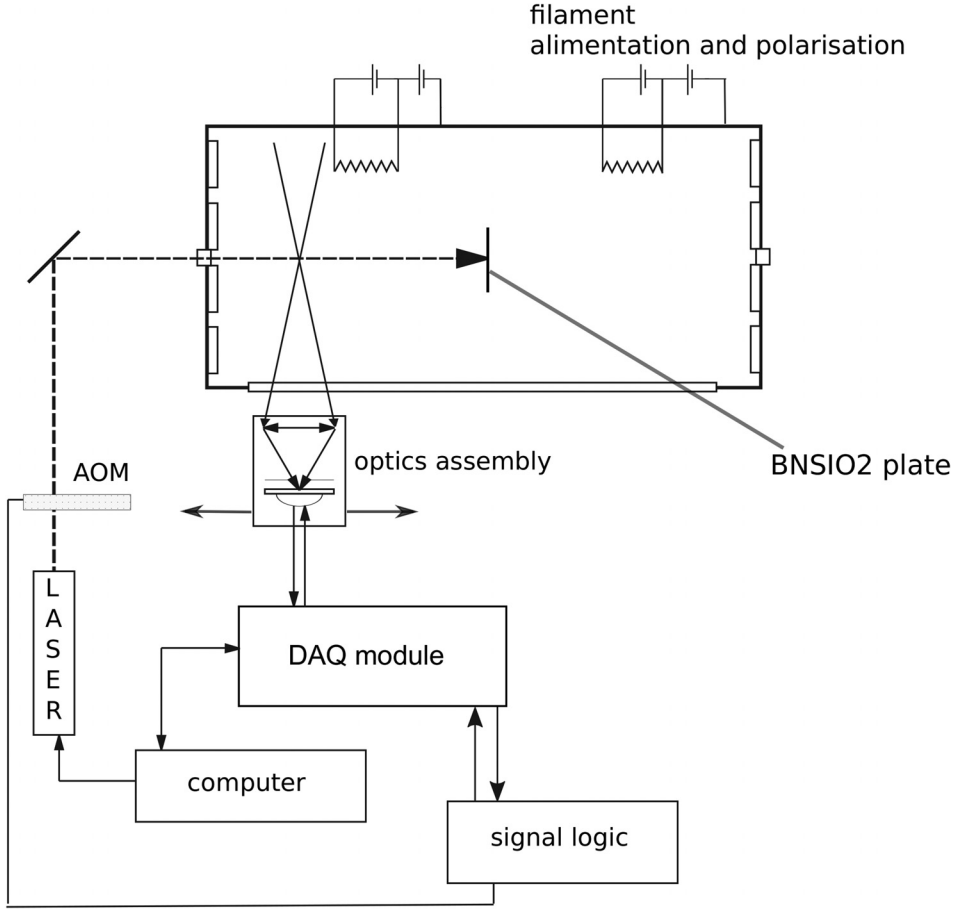 filament
alimentation and polarisation
AOM
optics assembly
BNSIO2 plate
L
A
S
E
R
DAQ module
computer
signal logic